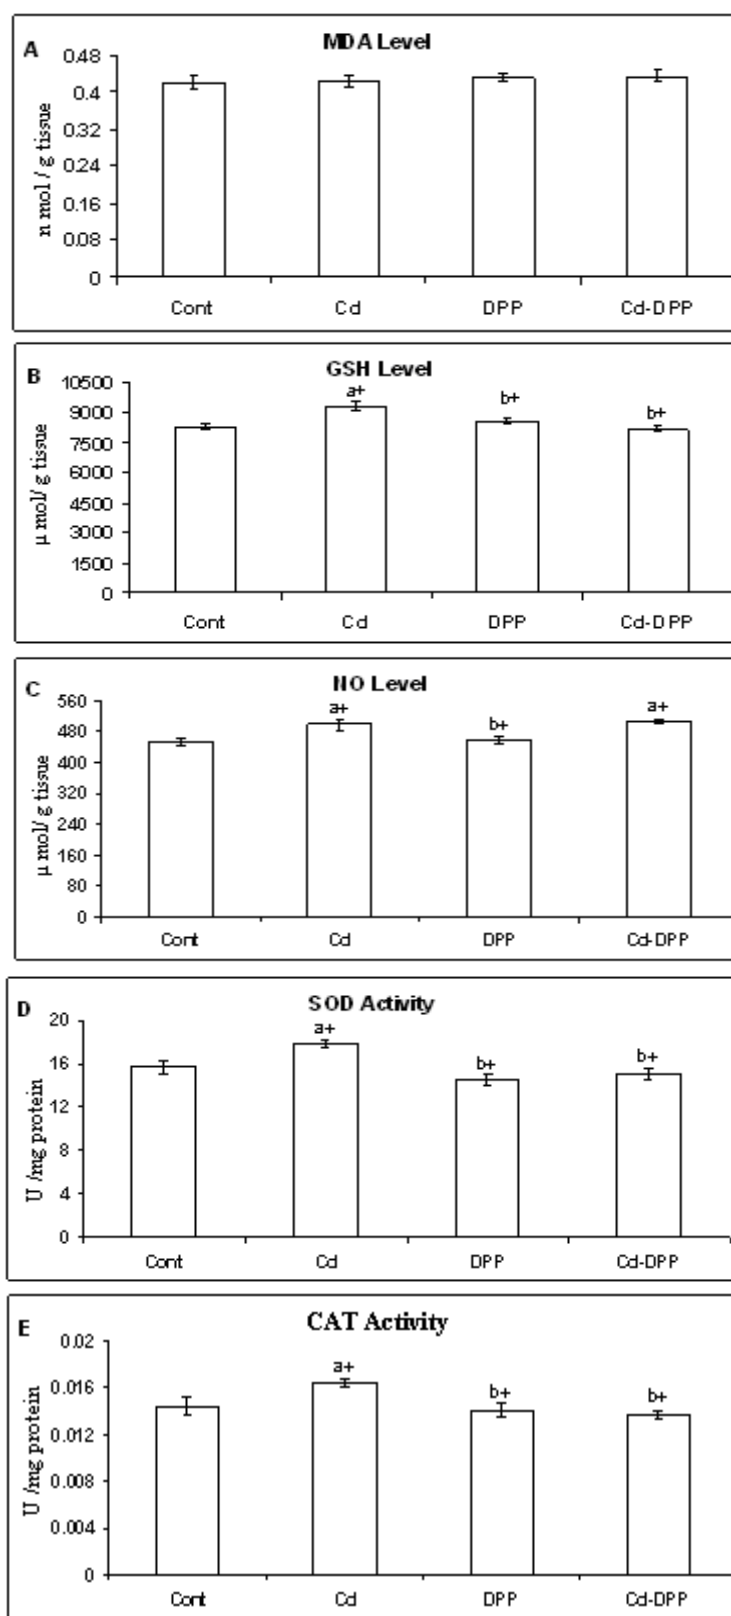 A
MDA Level
n mol / g tissue
0.48
0.4
0.32
0.24
0.16
0.08
0
Cont Cd DPP Cd-DPP
B
GSH Level
µ mol/ g tissue
10500
9000
7500
6000
4500
3000
1500
0
a+ b+ b+
Cont Cd DPP Cd-DPP
C
NO Level
µ mol/ g tissue
560
480
400
320
240
160
80
0
a+ b+ a+
Cont Cd DPP Cd-DPP
D
SOD Activity
U /mg protein
20
16
12
8
4
0
a+ b+ b+
Cont Cd DPP Cd-DPP
E
CAT Activity
U /mg protein
0.02
0.016
0.012
0.008
0.004
0
a+ b+ b+
Cont Cd DPP Cd-DPP